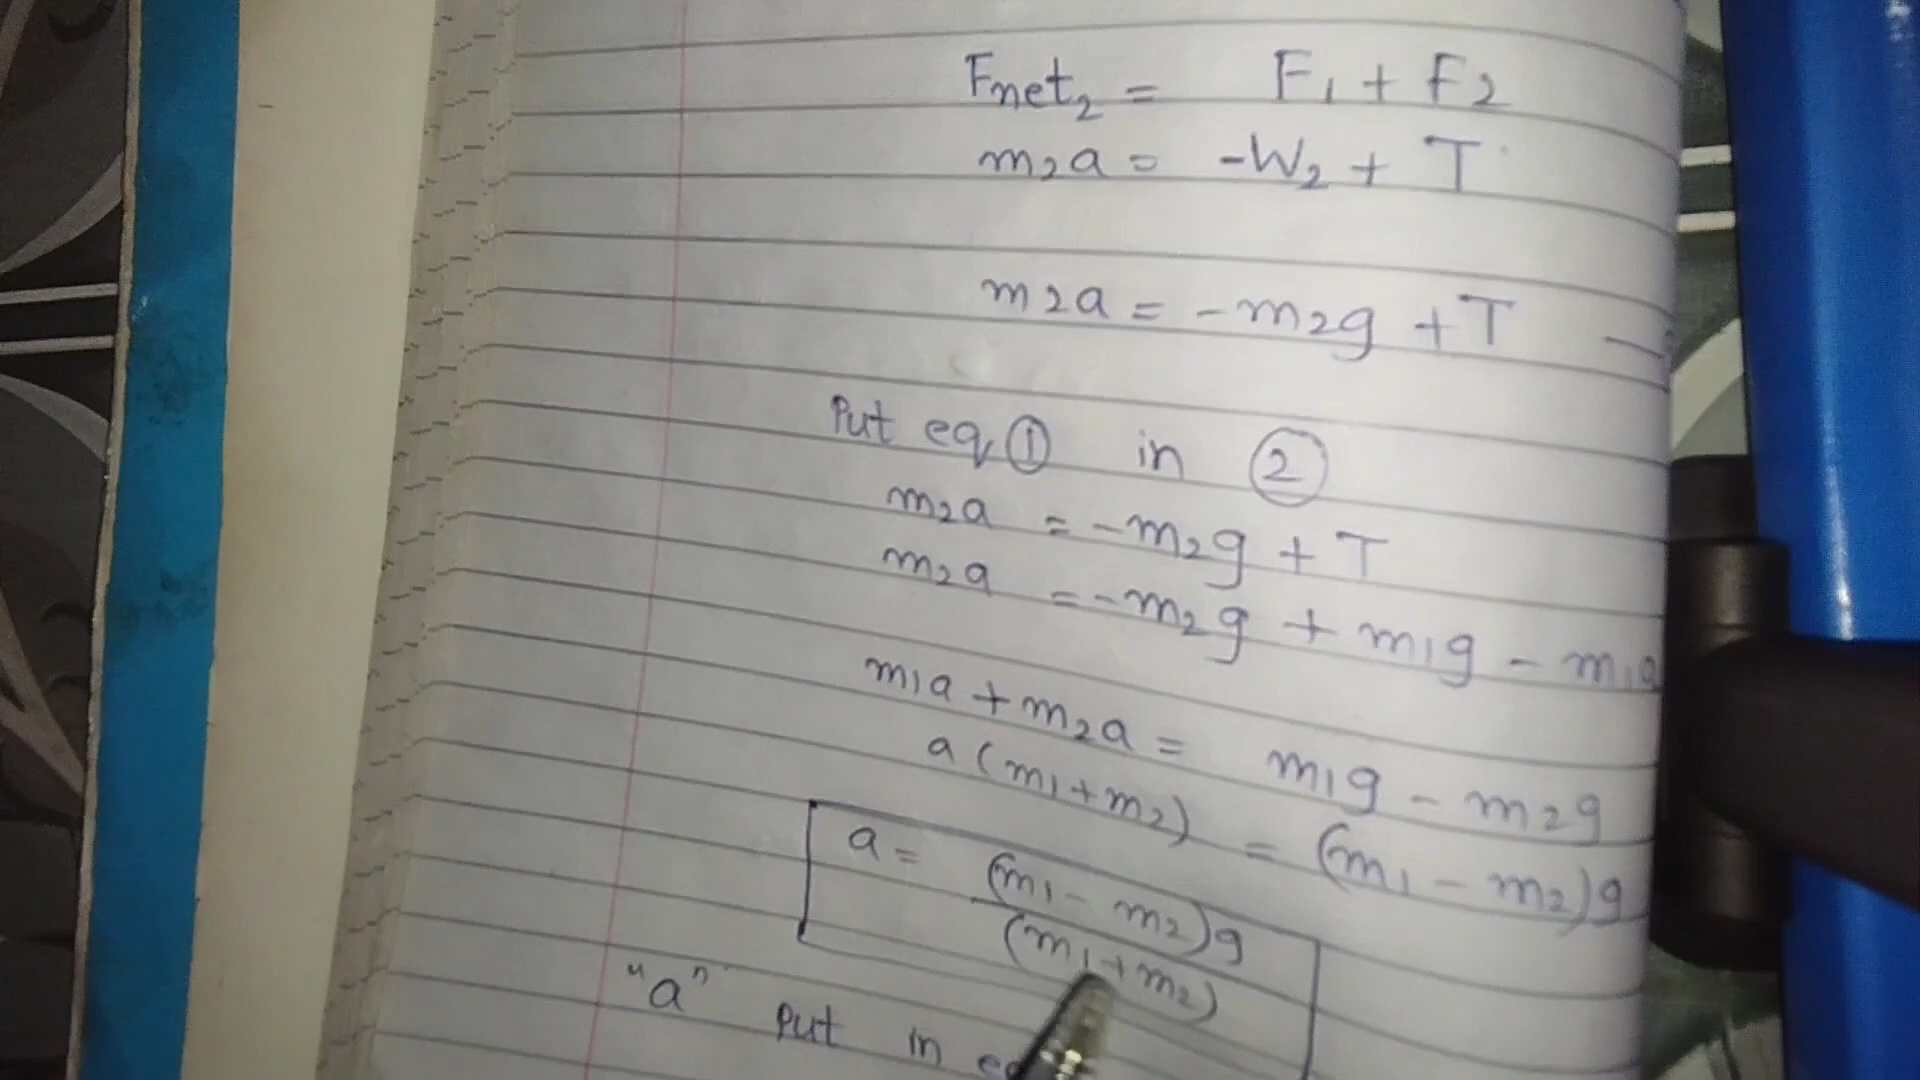 Fnet₂ = F₁ + F₂
m₂a = -W₂ + T
m₂a = -m₂g + T —
Put eq ① in ②
m₂a = -m₂g + T
m₂a = -m₂g + m₁g - m₁a
m₁a + m₂a = m₁g - m₂g
a (m₁+m₂) = (m₁ - m₂)g
a = (m₁ - m₂)g
(m₁+m₂)
"a" Put in